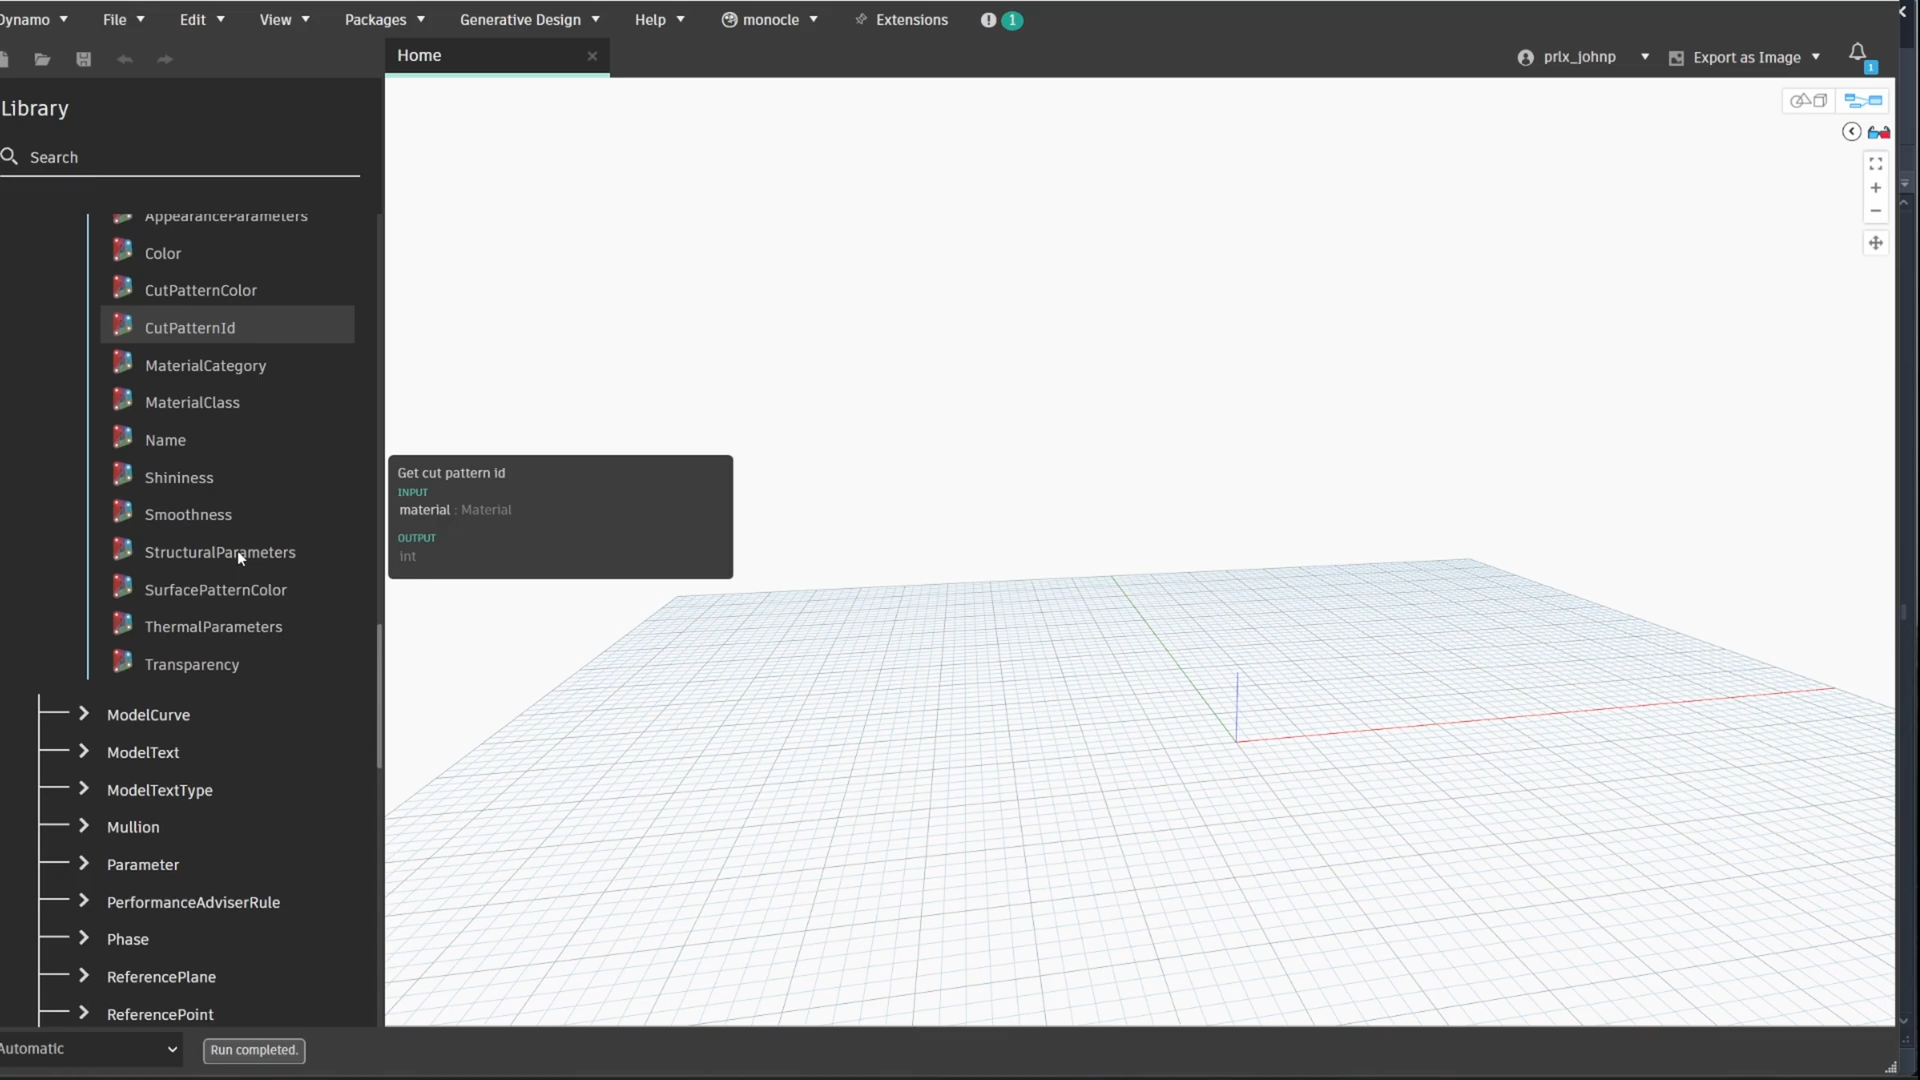 Dynamo
File
Edit
View
Packages
Generative Design
Help
monocle
Extensions
1
Home
prlx_johnp
Export as Image
1
Library
Search
AppearanceParameters
Color
CutPatternColor
CutPatternId
MaterialCategory
MaterialClass
Name
Shininess
Smoothness
StructuralParameters
SurfacePatternColor
ThermalParameters
Transparency
Get cut pattern id
INPUT
material : Material
OUTPUT
int
ModelCurve
ModelText
ModelTextType
Mullion
Parameter
PerformanceAdviserRule
Phase
ReferencePlane
ReferencePoint
Automatic
Run completed.